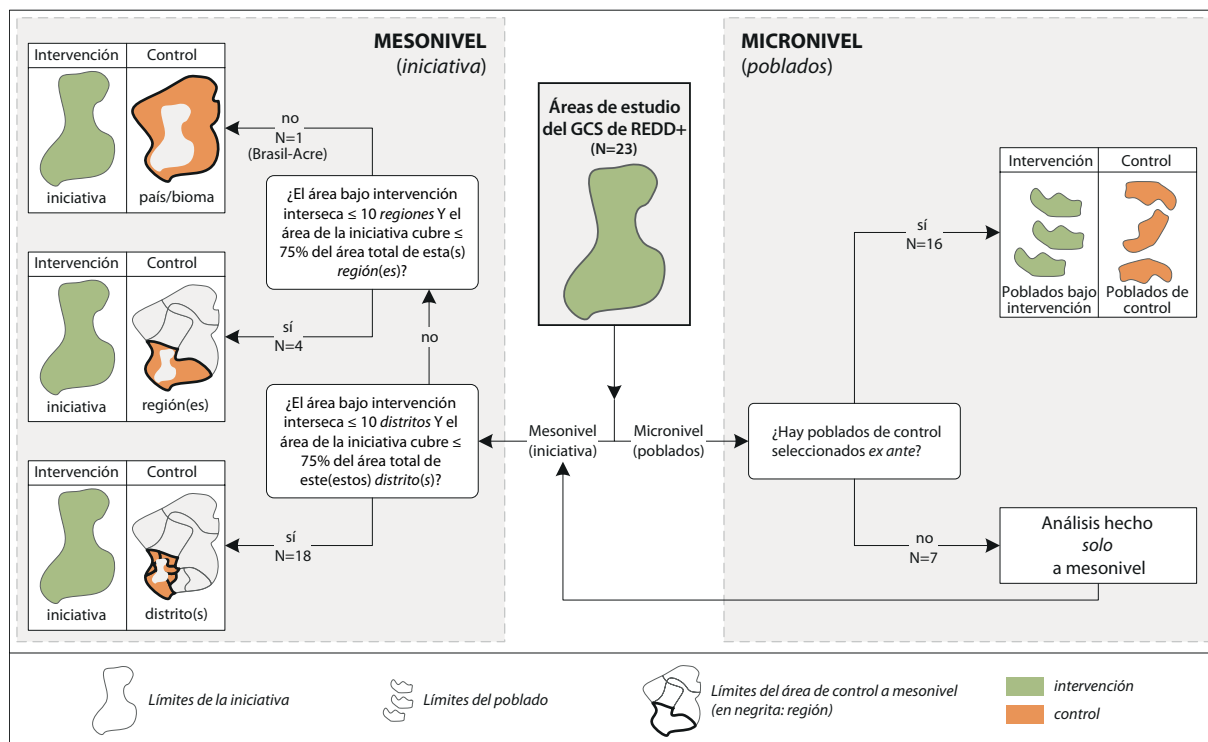 MESONIVEL
(iniciativa)
Intervención
Control
iniciativa
país/bioma
no
N=1
(Brasil-Acre)
¿El área bajo intervención
interseca ≤ 10 regiones Y el
área de la iniciativa cubre ≤
75% del área total de esta(s)
región(es)?
Intervención
Control
iniciativa
región(es)
sí
N=4
no
¿El área bajo intervención
interseca ≤ 10 distritos Y el
área de la iniciativa cubre ≤
75% del área total de
este(estos) distrito(s)?
Intervención
Control
iniciativa
distrito(s)
sí
N=18
Áreas de estudio
del GCS de REDD+
(N=23)
Mesonivel
(iniciativa)
Micronivel
(poblados)
MICRONIVEL
(poblados)
¿Hay poblados de control
seleccionados ex ante?
sí
N=16
Intervención
Control
Poblados bajo
intervención
Poblados de
control
no
N=7
Análisis hecho
solo
a mesonivel
Límites de la iniciativa
Límites del poblado
Límites del área de control a mesonivel
(en negrita: región)
intervención
control